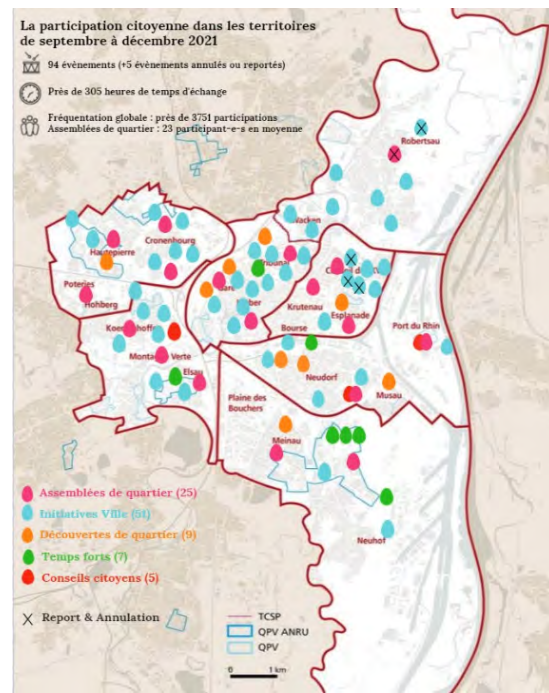 La participation citoyenne dans les territoires
de septembre à décembre 2021
94 évènements (+5 évènements annulés ou reportés)
Près de 305 heures de temps d'échange
Fréquentation globale : près de 3751 participations
Assemblées de quartier : 23 participant-e-s en moyenne
Robertsau
Wacken
Cronenbourg
Hautepierre
Poteries
Hohberg
Tribunal
Gare
Krutenau
Esplanade
Bourse
Port du Rhin
Montagne Verte
Elsau
Neudorf
Musau
Plaine des
Bouchers
Meinau
Neuhof
Assemblées de quartier (25)
Initiatives Ville (51)
Découvertes de quartier (9)
Temps forts (7)
Conseils citoyens (5)
Report & Annulation
TCSP
QPV ANRU
QPV
0
1 km